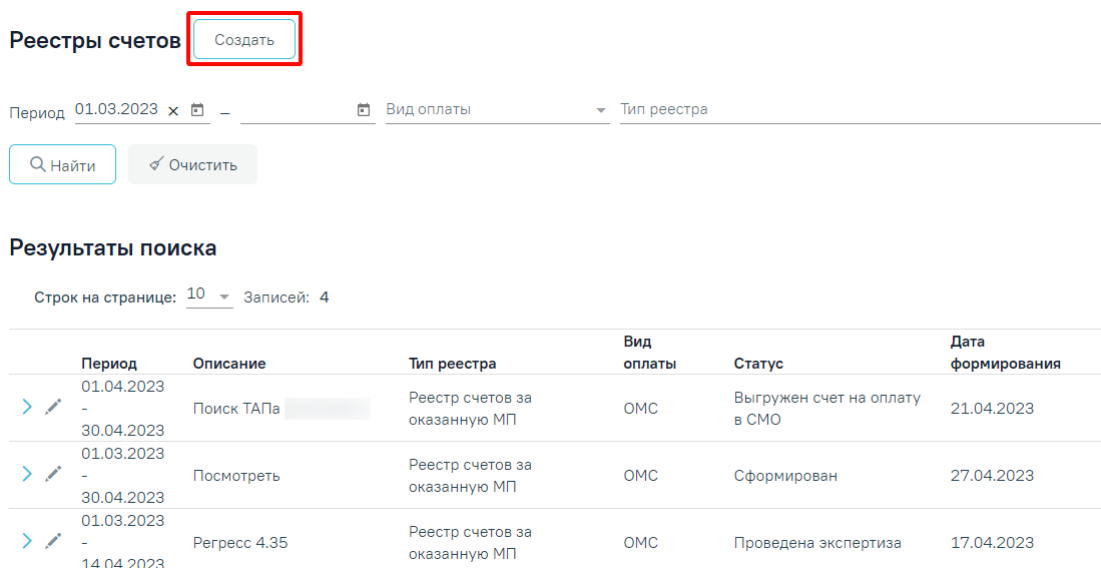 Реестры счетов Создать
Период 01.03.2023 – Вид оплаты Тип реестра
Найти Очистить
Результаты поиска
Строк на странице: 10 Записей: 4
Период Описание Тип реестра Вид оплаты Статус Дата формирования
01.04.2023 - 30.04.2023 Поиск ТАПа Реестр счетов за оказанную МП ОМС Выгружен счет на оплату в СМО 21.04.2023
01.03.2023 - 30.04.2023 Посмотреть Реестр счетов за оказанную МП ОМС Сформирован 27.04.2023
01.03.2023 - 14.04.2023 Регресс 4.35 Реестр счетов за оказанную МП ОМС Проведена экспертиза 17.04.2023